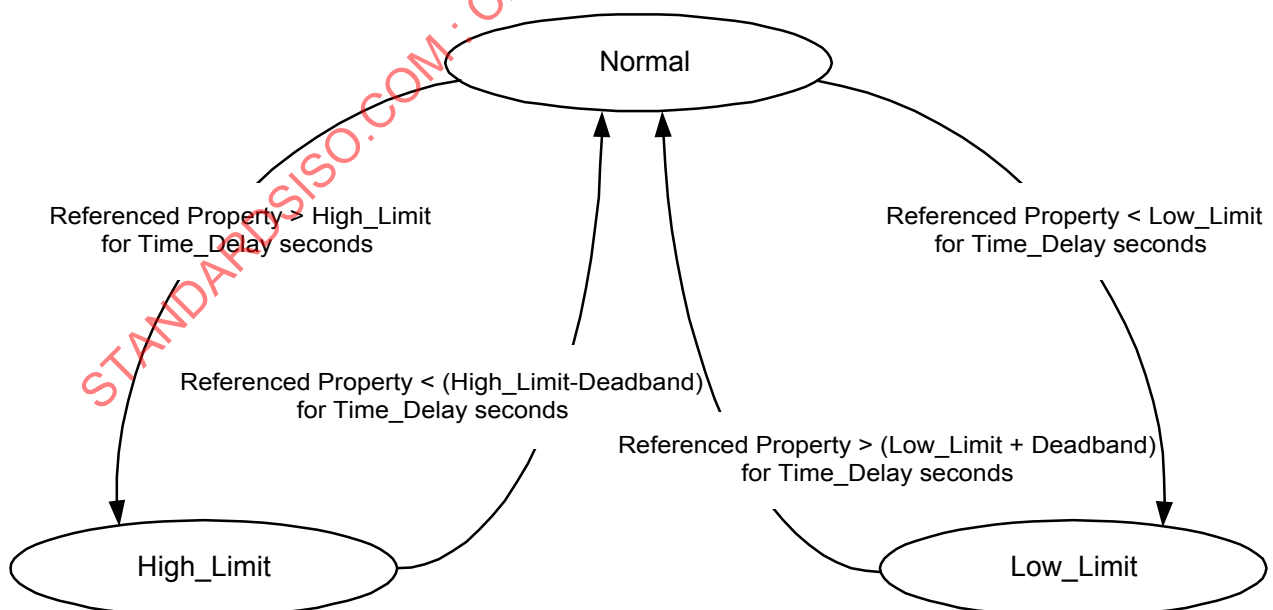 Normal
Referenced Property > High_Limit
for Time_Delay seconds
Referenced Property < Low_Limit
for Time_Delay seconds
Referenced Property < (High_Limit-Deadband)
for Time_Delay seconds
Referenced Property > (Low_Limit + Deadband)
for Time_Delay seconds
High_Limit
Low_Limit
STANDARDSISO.COM :